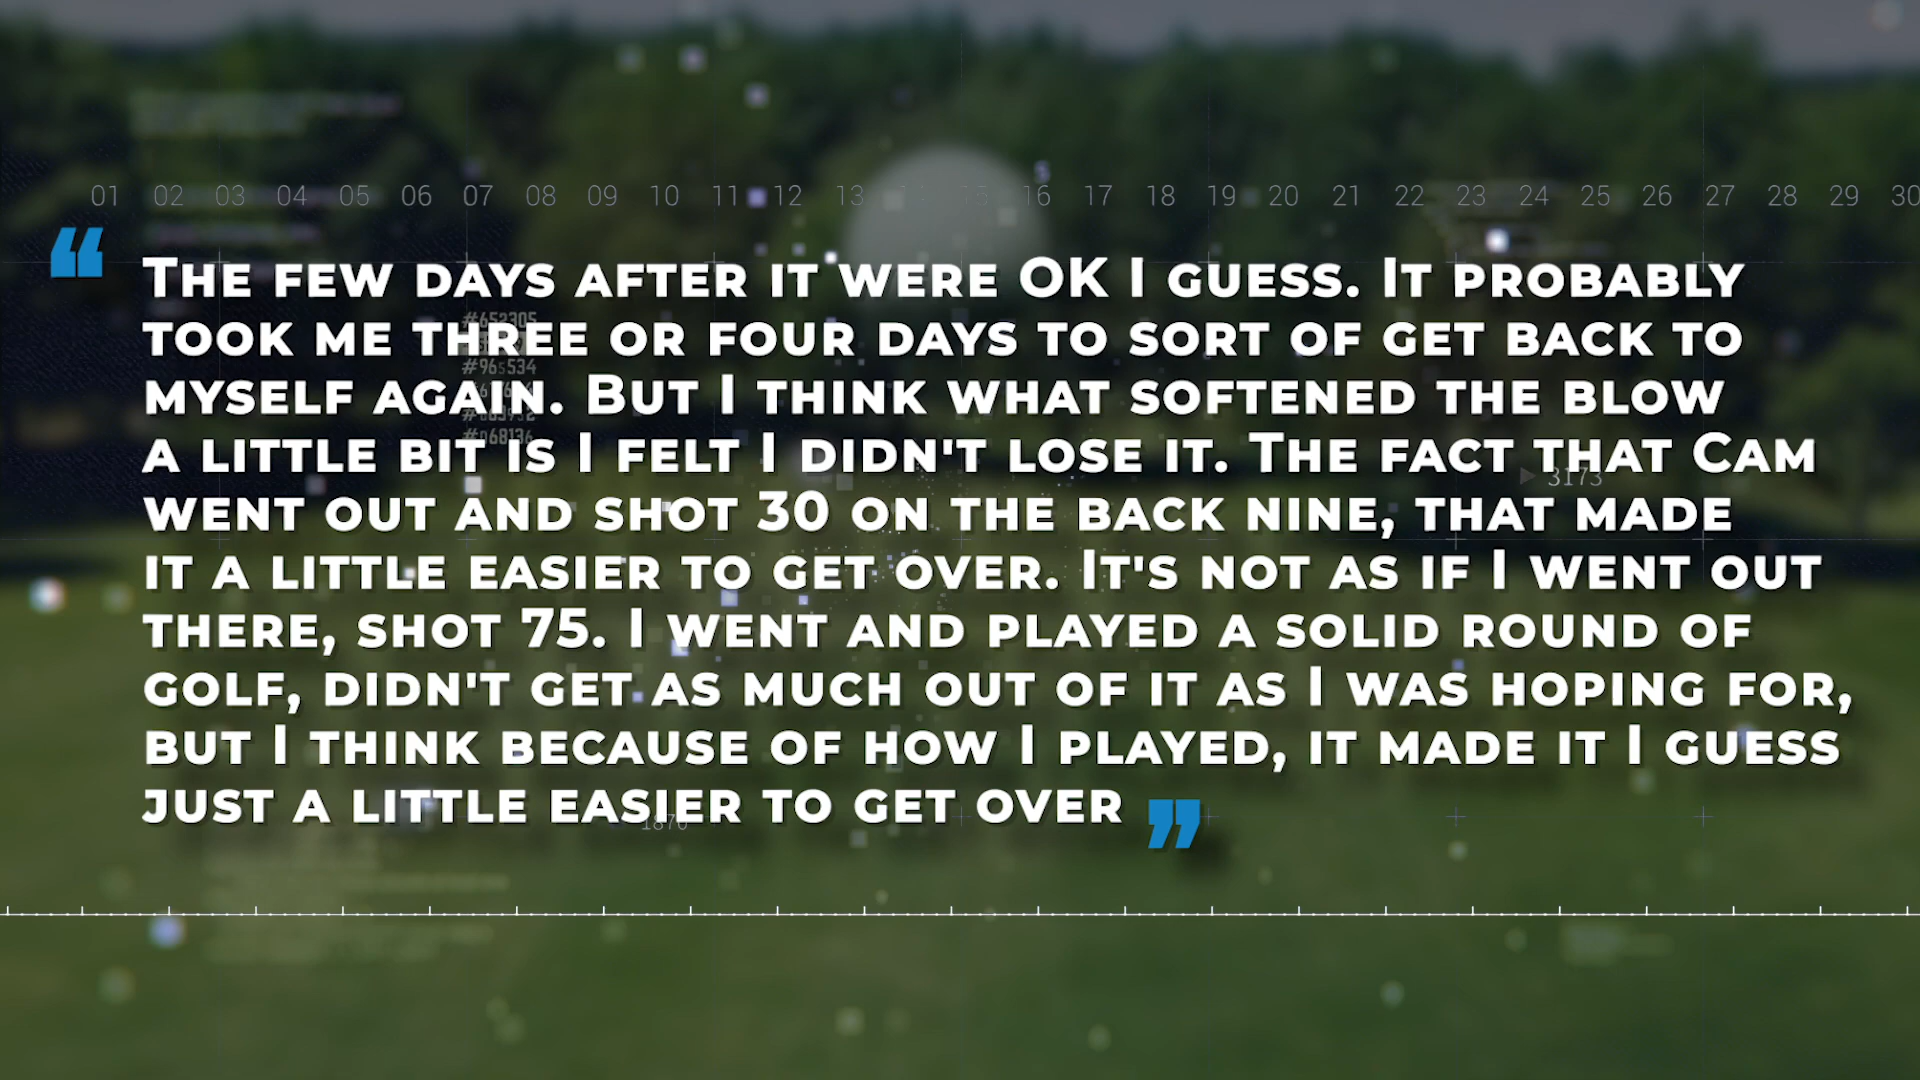 01 02 03 04 05 06 07 08 09 10 11 12 13 15 16 17 18 19 20 21 22 23 24 25 26 27 28 29 30
“The few days after it were OK I guess. It probably
took me three or four days to sort of get back to
myself again. But I think what softened the blow
a little bit is I felt I didn't lose it. The fact that Cam
went out and shot 30 on the back nine, that made
it a little easier to get over. It's not as if I went out
there, shot 75. I went and played a solid round of
golf, didn't get as much out of it as I was hoping for,
but I think because of how I played, it made it I guess
just a little easier to get over”
#652305
3173
1870